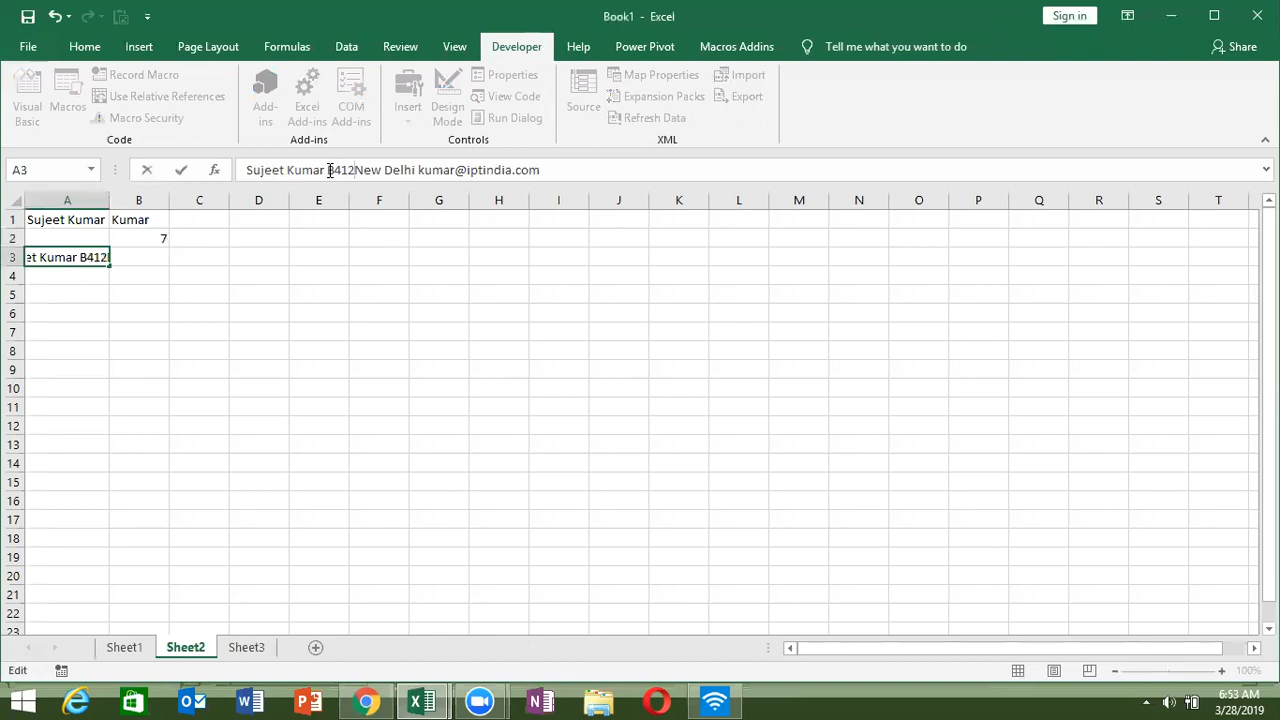 Book1 - Excel
Sign in
File Home Insert Page Layout Formulas Data Review View Developer Help Power Pivot Macros Addins Tell me what you want to do Share
Visual Basic
Macros
Record Macro
Use Relative References
Macro Security
Code
Add-ins
Excel Add-ins
COM Add-ins
Add-ins
Insert
Design Mode
Properties
View Code
Run Dialog
Controls
Source
Map Properties
Expansion Packs
Refresh Data
Import
Export
XML
A3 fx Sujeet Kumar B412New Delhi kumar@iptindia.com
A B C D E F G H I J K L M N O P Q R S T
1 Sujeet Kumar Kumar
2 7
3 et Kumar B412
4
5
6
7
8
9
10
11
12
13
14
15
16
17
18
19
20
21
22
23
Sheet1 Sheet2 Sheet3
Edit 100%
6:53 AM
3/28/2019